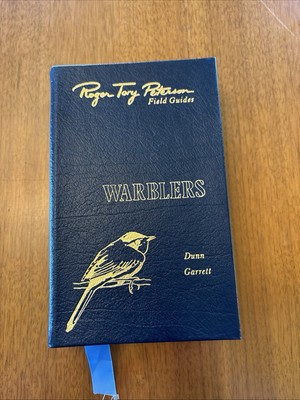 Roger Tory Peterson
Field Guides
WARBLERS
Dunn
Garrett